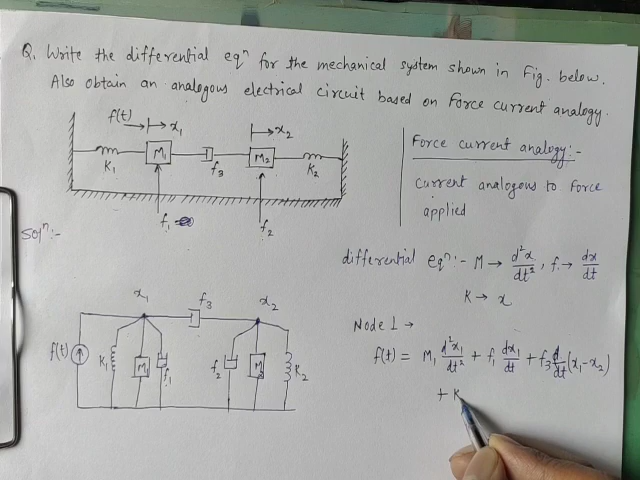 Q. Write the differential eqⁿ for the mechanical system shown in Fig. below.
Also obtain an analogous electrical circuit based on Force current analogy.
f(t) x₁ x₂
K₁ M₁ f₃ M₂ K₂
f₁ f₂
Force current analogy:-
Current analogous to Force
applied
Solⁿ:-
differential eqⁿ:- M → d²x/dt², f → dx/dt
K → x
x₁ f₃ x₂
f(t) K₁ M₁ f₁ f₂ M₂ K₂
Node 1 →
f(t) = M₁ d²x₁/dt² + f₁ dx₁/dt + f₃ d/dt (x₁-x₂)
+ K